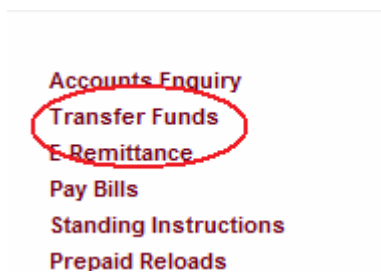 Accounts Enquiry
Transfer Funds
E-Remittance
Pay Bills
Standing Instructions
Prepaid Reloads